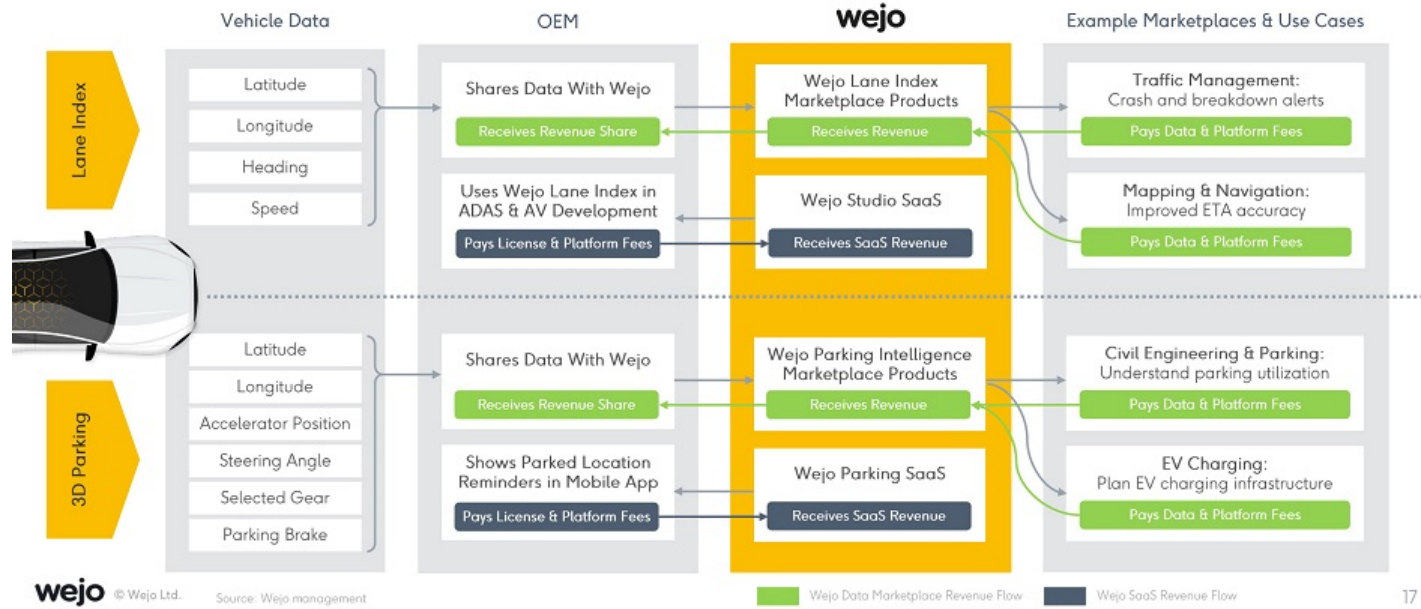 Vehicle Data
OEM
wejo
Example Marketplaces & Use Cases
Lane Index
Latitude
Longitude
Heading
Speed
Shares Data With Wejo
Receives Revenue Share
Uses Wejo Lane Index in
ADAS & AV Development
Pays License & Platform Fees
Wejo Lane Index
Marketplace Products
Receives Revenue
Wejo Studio SaaS
Receives SaaS Revenue
Traffic Management:
Crash and breakdown alerts
Pays Data & Platform Fees
Mapping & Navigation:
Improved ETA accuracy
Pays Data & Platform Fees
3D Parking
Latitude
Longitude
Accelerator Position
Steering Angle
Selected Gear
Parking Brake
Shares Data With Wejo
Receives Revenue Share
Shows Parked Location
Reminders in Mobile App
Pays License & Platform Fees
Wejo Parking Intelligence
Marketplace Products
Receives Revenue
Wejo Parking SaaS
Receives SaaS Revenue
Civil Engineering & Parking:
Understand parking utilization
Pays Data & Platform Fees
EV Charging:
Plan EV charging infrastructure
Pays Data & Platform Fees
wejo © Wejo Ltd.
Source: Wejo management
Wejo Data Marketplace Revenue Flow
Wejo SaaS Revenue Flow
17